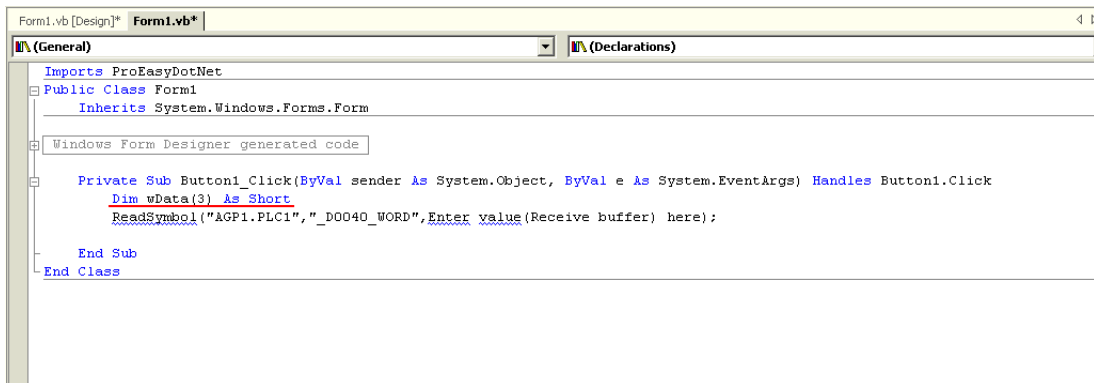 Form1.vb [Design]* Form1.vb*
(General) (Declarations)
Imports ProEasyDotNet
Public Class Form1
Inherits System.Windows.Forms.Form
Windows Form Designer generated code
Private Sub Button1_Click(ByVal sender As System.Object, ByVal e As System.EventArgs) Handles Button1.Click
Dim wData(3) As Short
ReadSymbol("AGP1.PLC1","_D0040_WORD",Enter value(Receive buffer) here);
End Sub
End Class